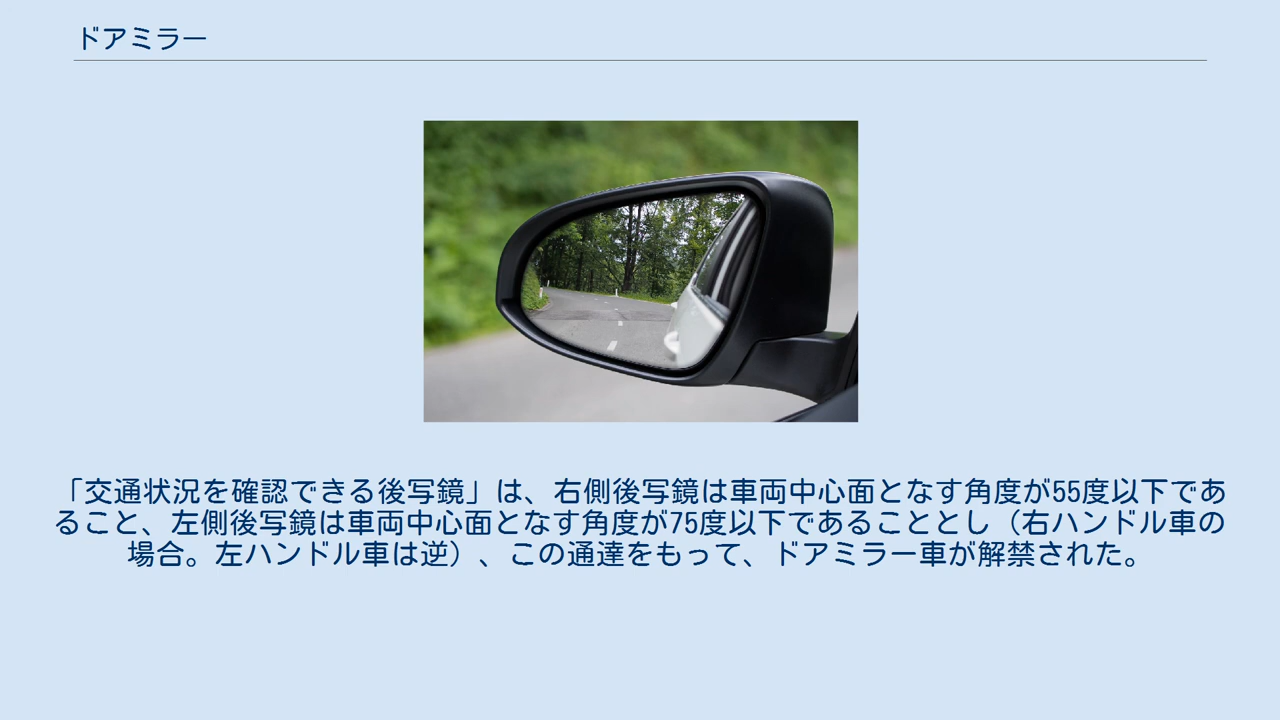 ドアミラー
「交通状況を確認できる後写鏡」は、右側後写鏡は車両中心面となす角度が55度以下であ
ること、左側後写鏡は車両中心面となす角度が75度以下であることとし（右ハンドル車の
場合。左ハンドル車は逆）、この通達をもって、ドアミラー車が解禁された。